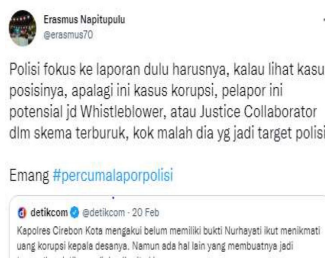 Erasmus Napitupulu
@erasmus70
Polisi fokus ke laporan dulu harusnya, kalau lihat kasu
posisinya, apalagi ini kasus korupsi, pelapor ini
potensial jd Whistleblower, atau Justice Collaborator
dlm skema terburuk, kok malah dia yg jadi target polisi
Emang #percumalaporpolisi
detikcom @detikcom · 20 Feb
Kapolres Cirebon Kota mengakui belum memiliki bukti Nurhayati ikut menikmati
uang korupsi kepala desanya. Namun ada hal lain yang membuatnya jadi